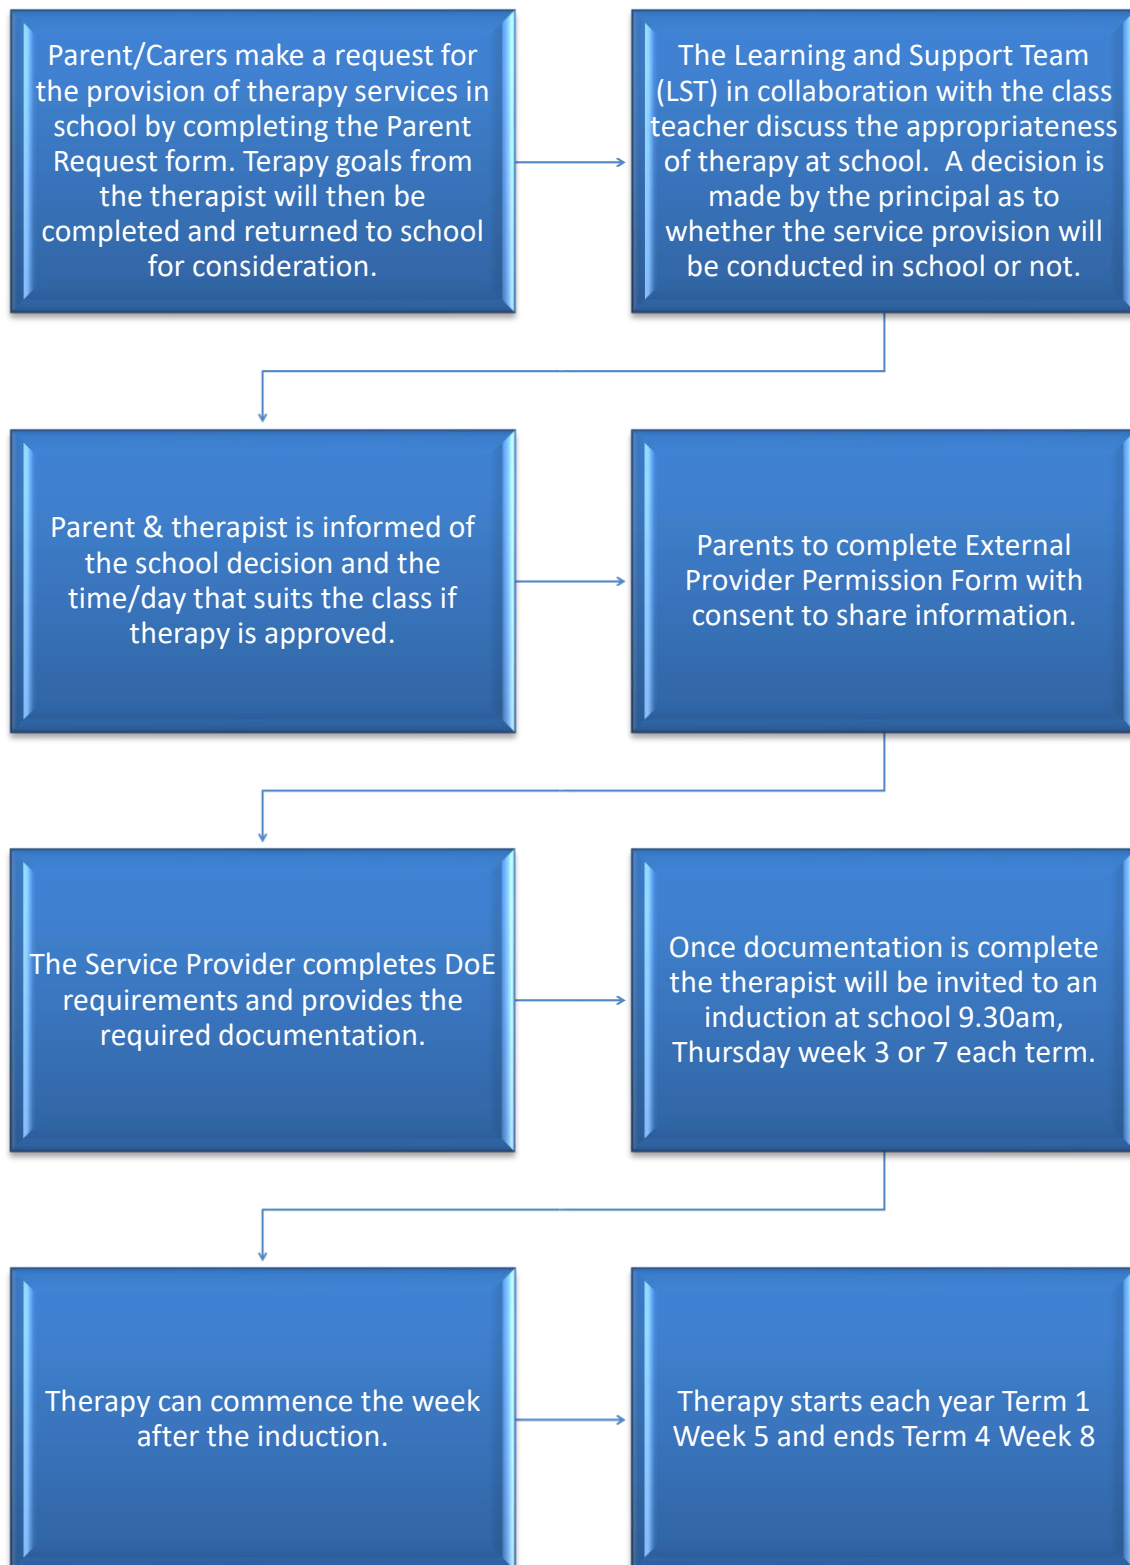 Parent/Carers make a request for
the provision of therapy services in
school by completing the Parent
Request form. Terapy goals from
the therapist will then be
completed and returned to school
for consideration.
The Learning and Support Team
(LST) in collaboration with the class
teacher discuss the appropriateness
of therapy at school.  A decision is
made by the principal as to
whether the service provision will
be conducted in school or not.
Parent & therapist is informed of
the school decision and the
time/day that suits the class if
therapy is approved.
Parents to complete External
Provider Permission Form with
consent to share information.
The Service Provider completes DoE
requirements and provides the
required documentation.
Once documentation is complete
the therapist will be invited to an
induction at school 9.30am,
Thursday week 3 or 7 each term.
Therapy can commence the week
after the induction.
Therapy starts each year Term 1
Week 5 and ends Term 4 Week 8